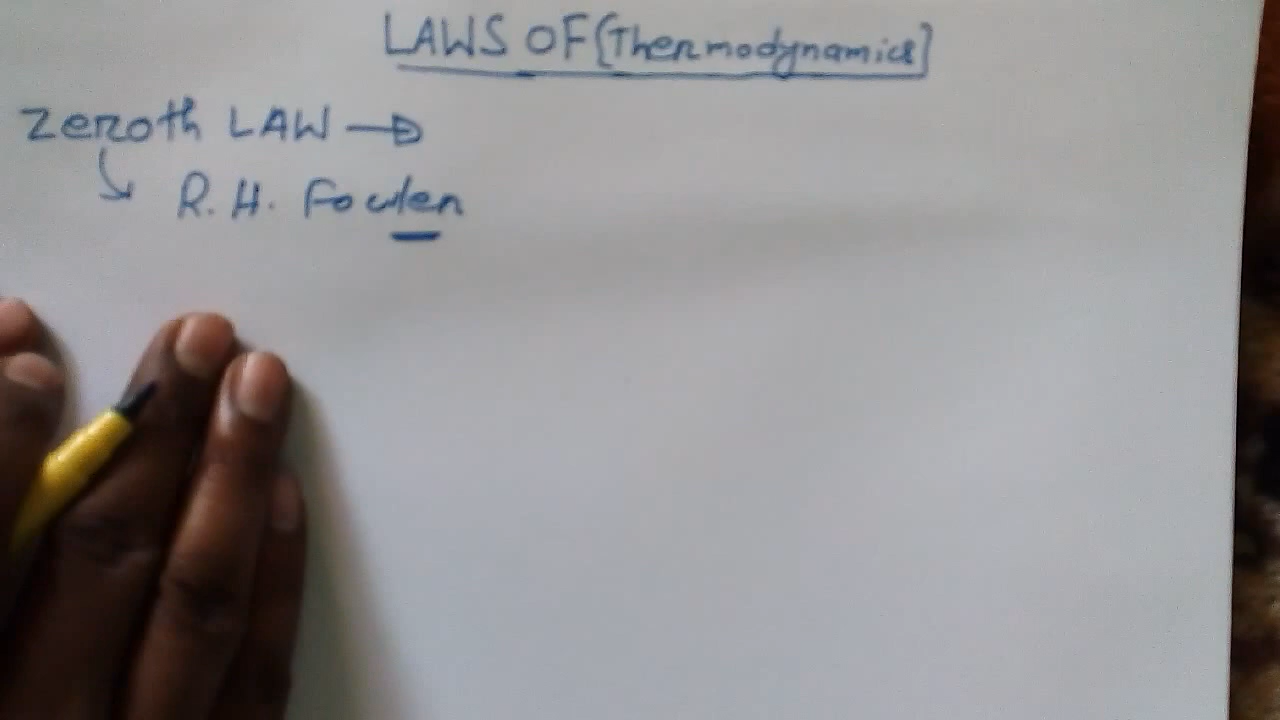 LAWS OF [Thermodynamics]
Zeroth LAW →
R. H. Fowler